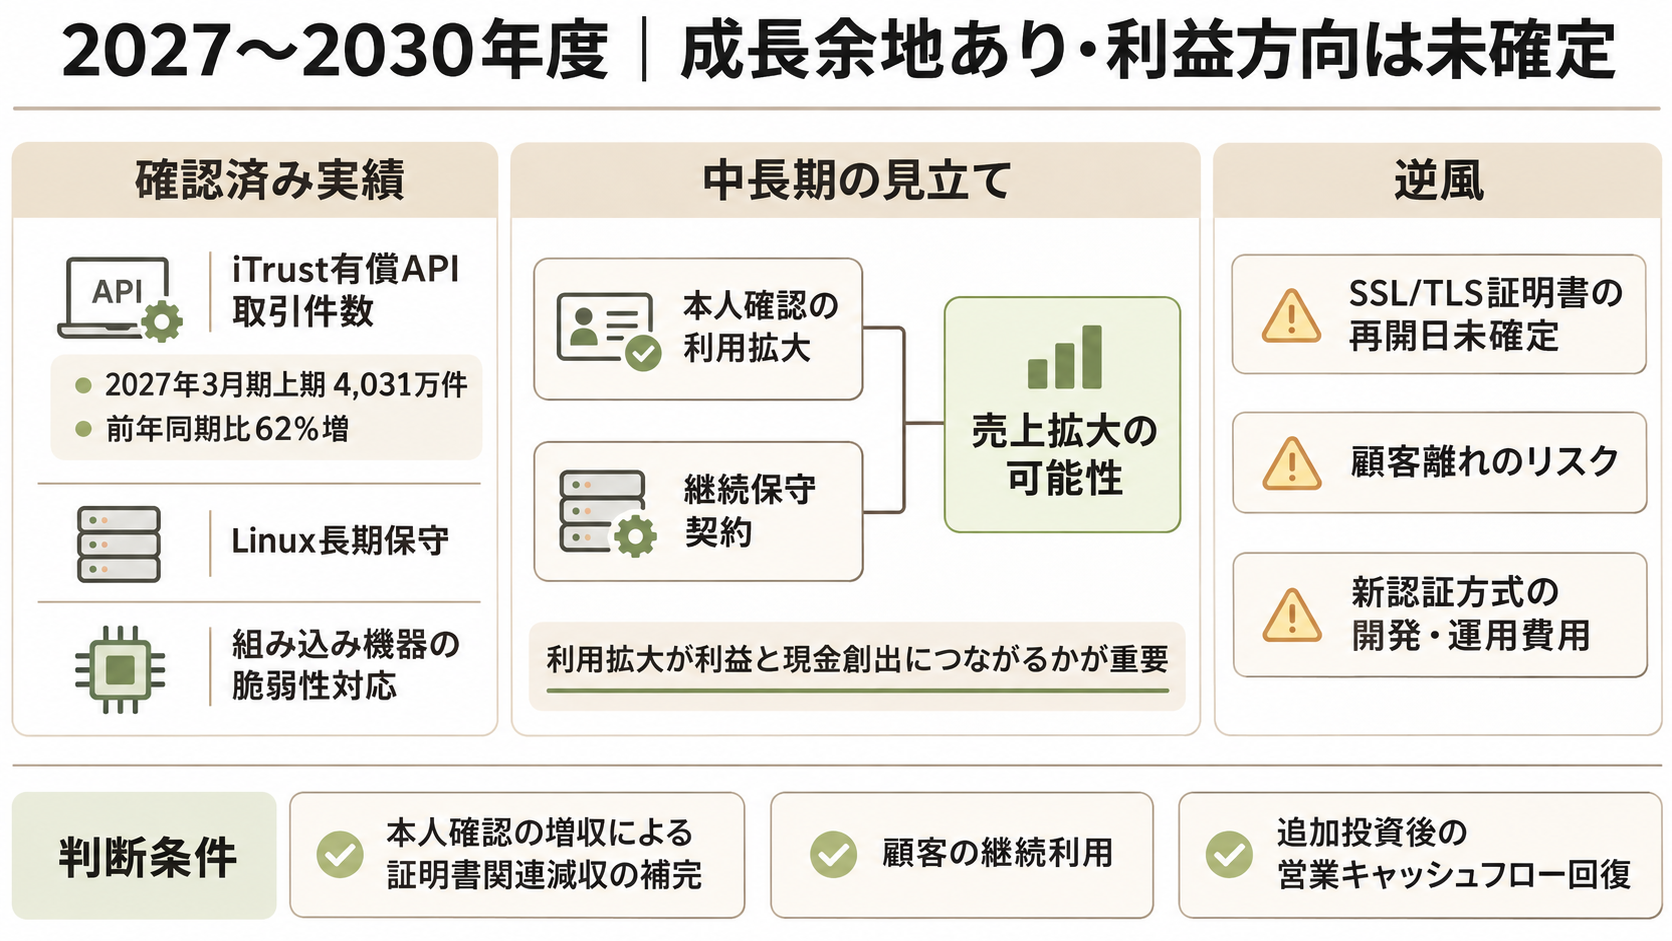 2027〜2030年度｜成長余地あり・利益方向は未確定
確認済み実績
API
iTrust有償API
取引件数
2027年3月期上期 4,031万件
前年同期比62%増
Linux長期保守
組み込み機器の
脆弱性対応
中長期の見立て
本人確認の
利用拡大
継続保守
契約
売上拡大の
可能性
利用拡大が利益と現金創出につながるかが重要
逆風
SSL/TLS証明書の
再開日未確定
顧客離れのリスク
新認証方式の
開発・運用費用
判断条件
本人確認の増収による
証明書関連減収の補完
顧客の継続利用
追加投資後の
営業キャッシュフロー回復